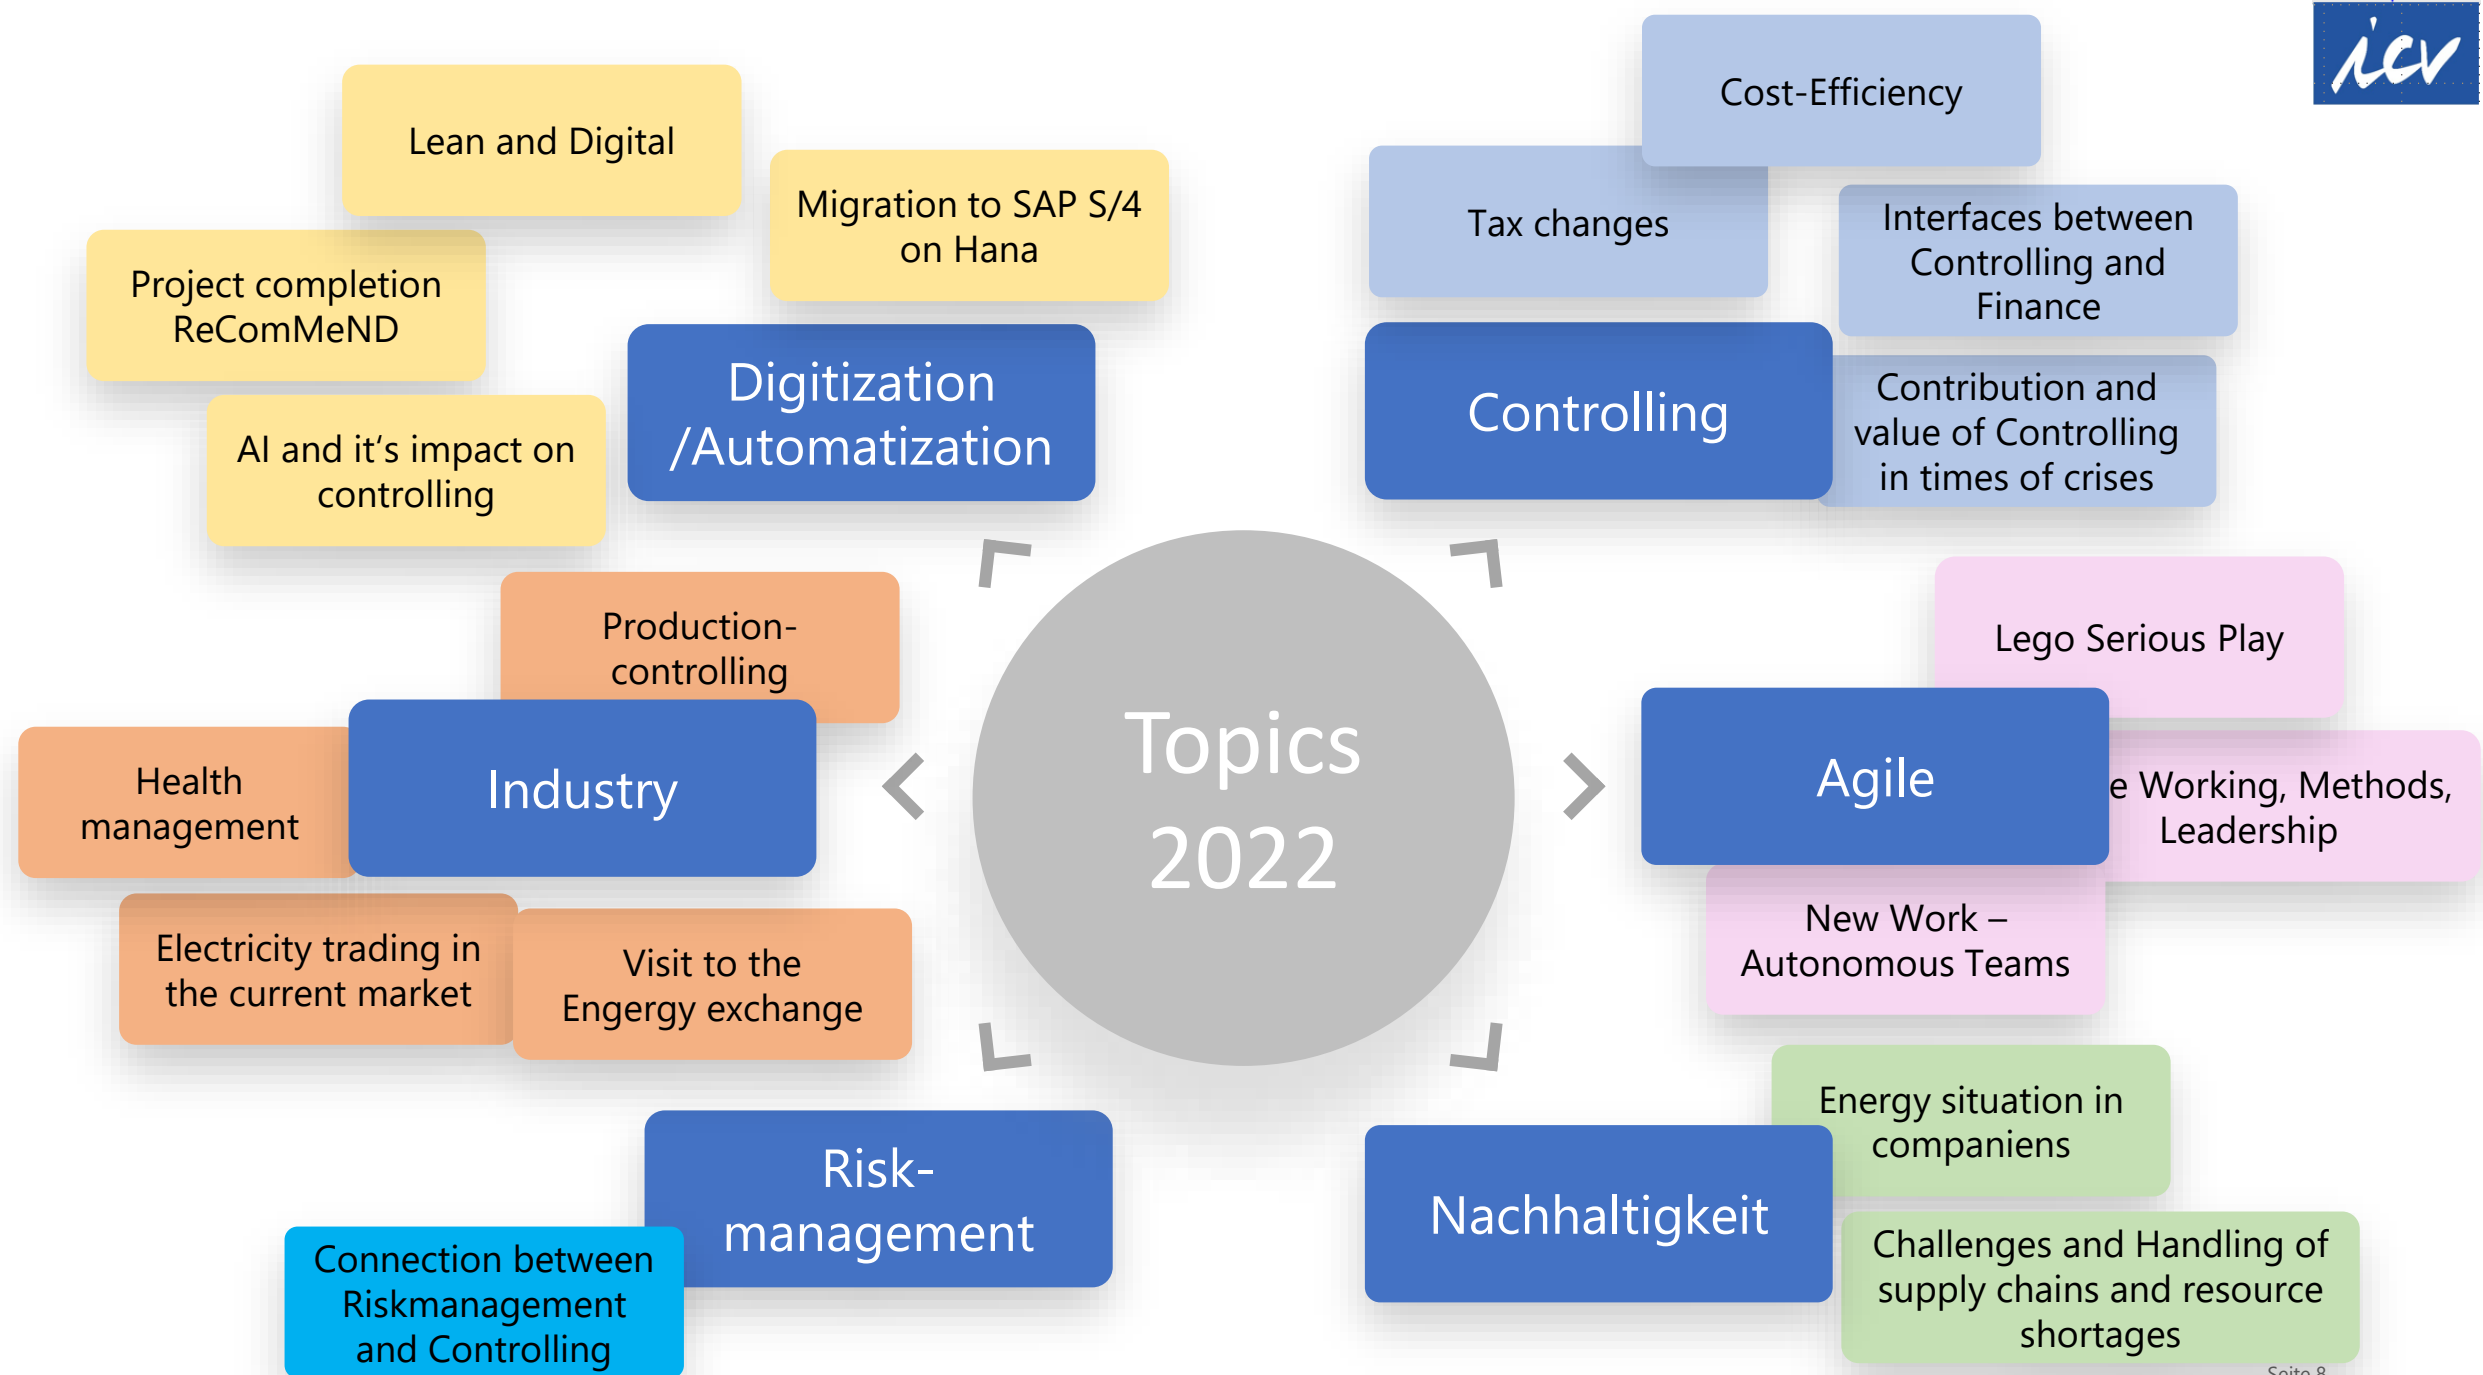 icv
Lean and Digital
Migration to SAP S/4
on Hana
Project completion
ReComMeND
AI and it‘s impact on
controlling
Digitization
/Automatization
Cost-Efficiency
Tax changes
Interfaces between
Controlling and
Finance
Controlling
Contribution and
value of Controlling
in times of crises
Production-
controlling
Industry
Health
management
Electricity trading in
the current market
Visit to the
Engergy exchange
Topics
2022
Lego Serious Play
Agile
e Working, Methods,
Leadership
New Work –
Autonomous Teams
Risk-
management
Connection between
Riskmanagement
and Controlling
Nachhaltigkeit
Energy situation in
companiens
Challenges and Handling of
supply chains and resource
shortages
Seite 8